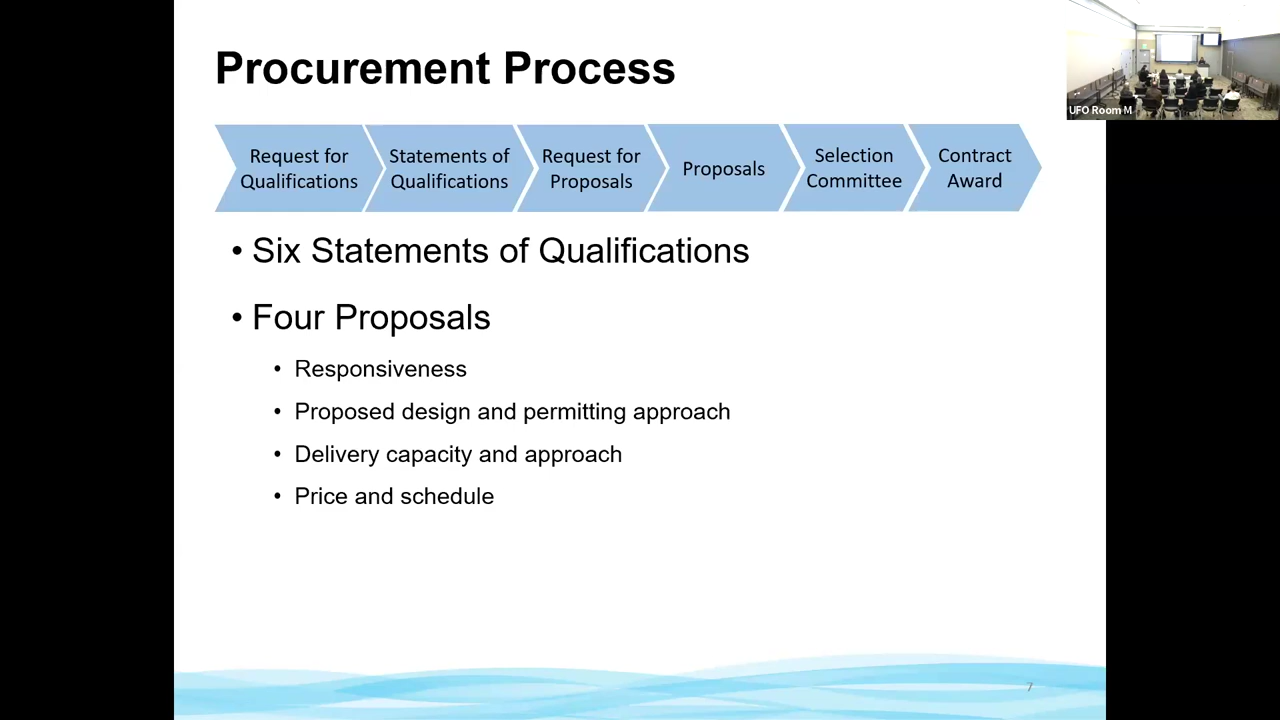 Procurement Process
UFO Room M
Request for
Qualifications
Statements of
Qualifications
Request for
Proposals
Proposals
Selection
Committee
Contract
Award
• Six Statements of Qualifications
• Four Proposals
• Responsiveness
• Proposed design and permitting approach
• Delivery capacity and approach
• Price and schedule
7